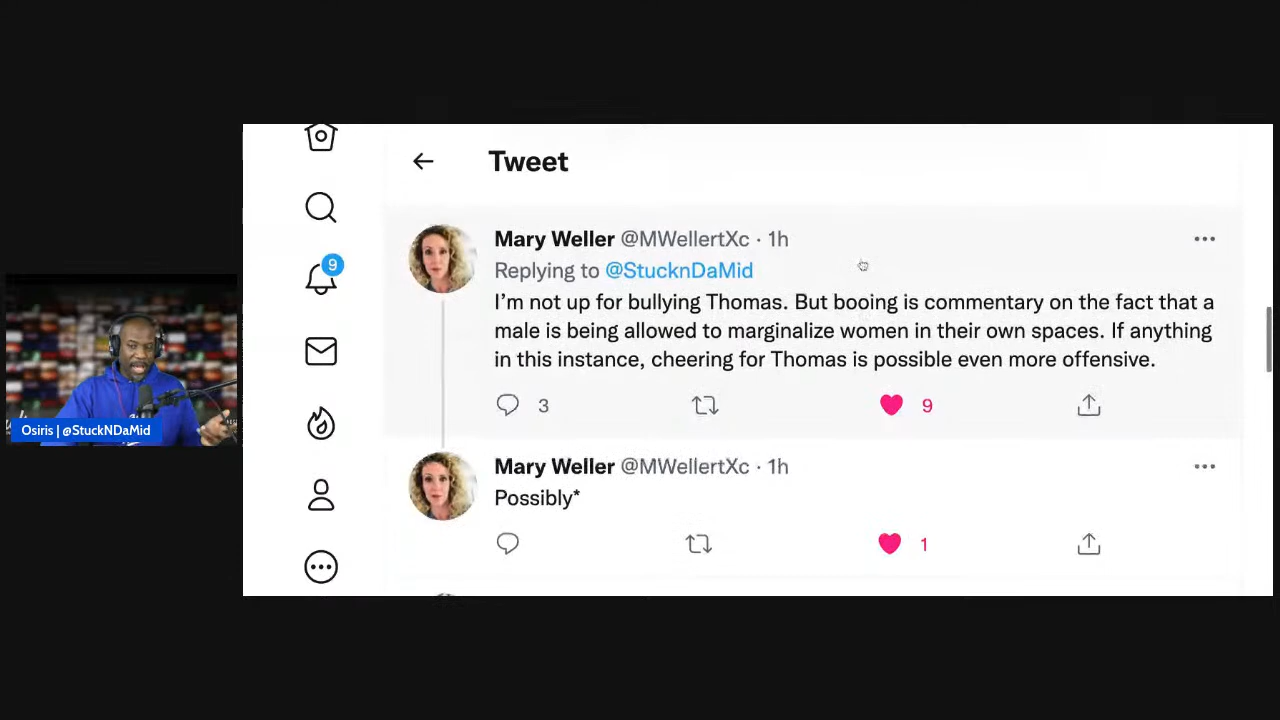 Tweet
9
Mary Weller @MWellertXc · 1h
Replying to @StucknDaMid
I'm not up for bullying Thomas. But booing is commentary on the fact that a
male is being allowed to marginalize women in their own spaces. If anything
in this instance, cheering for Thomas is possible even more offensive.
3 9
Mary Weller @MWellertXc · 1h
Possibly*
1
Osiris | @StuckNDaMid